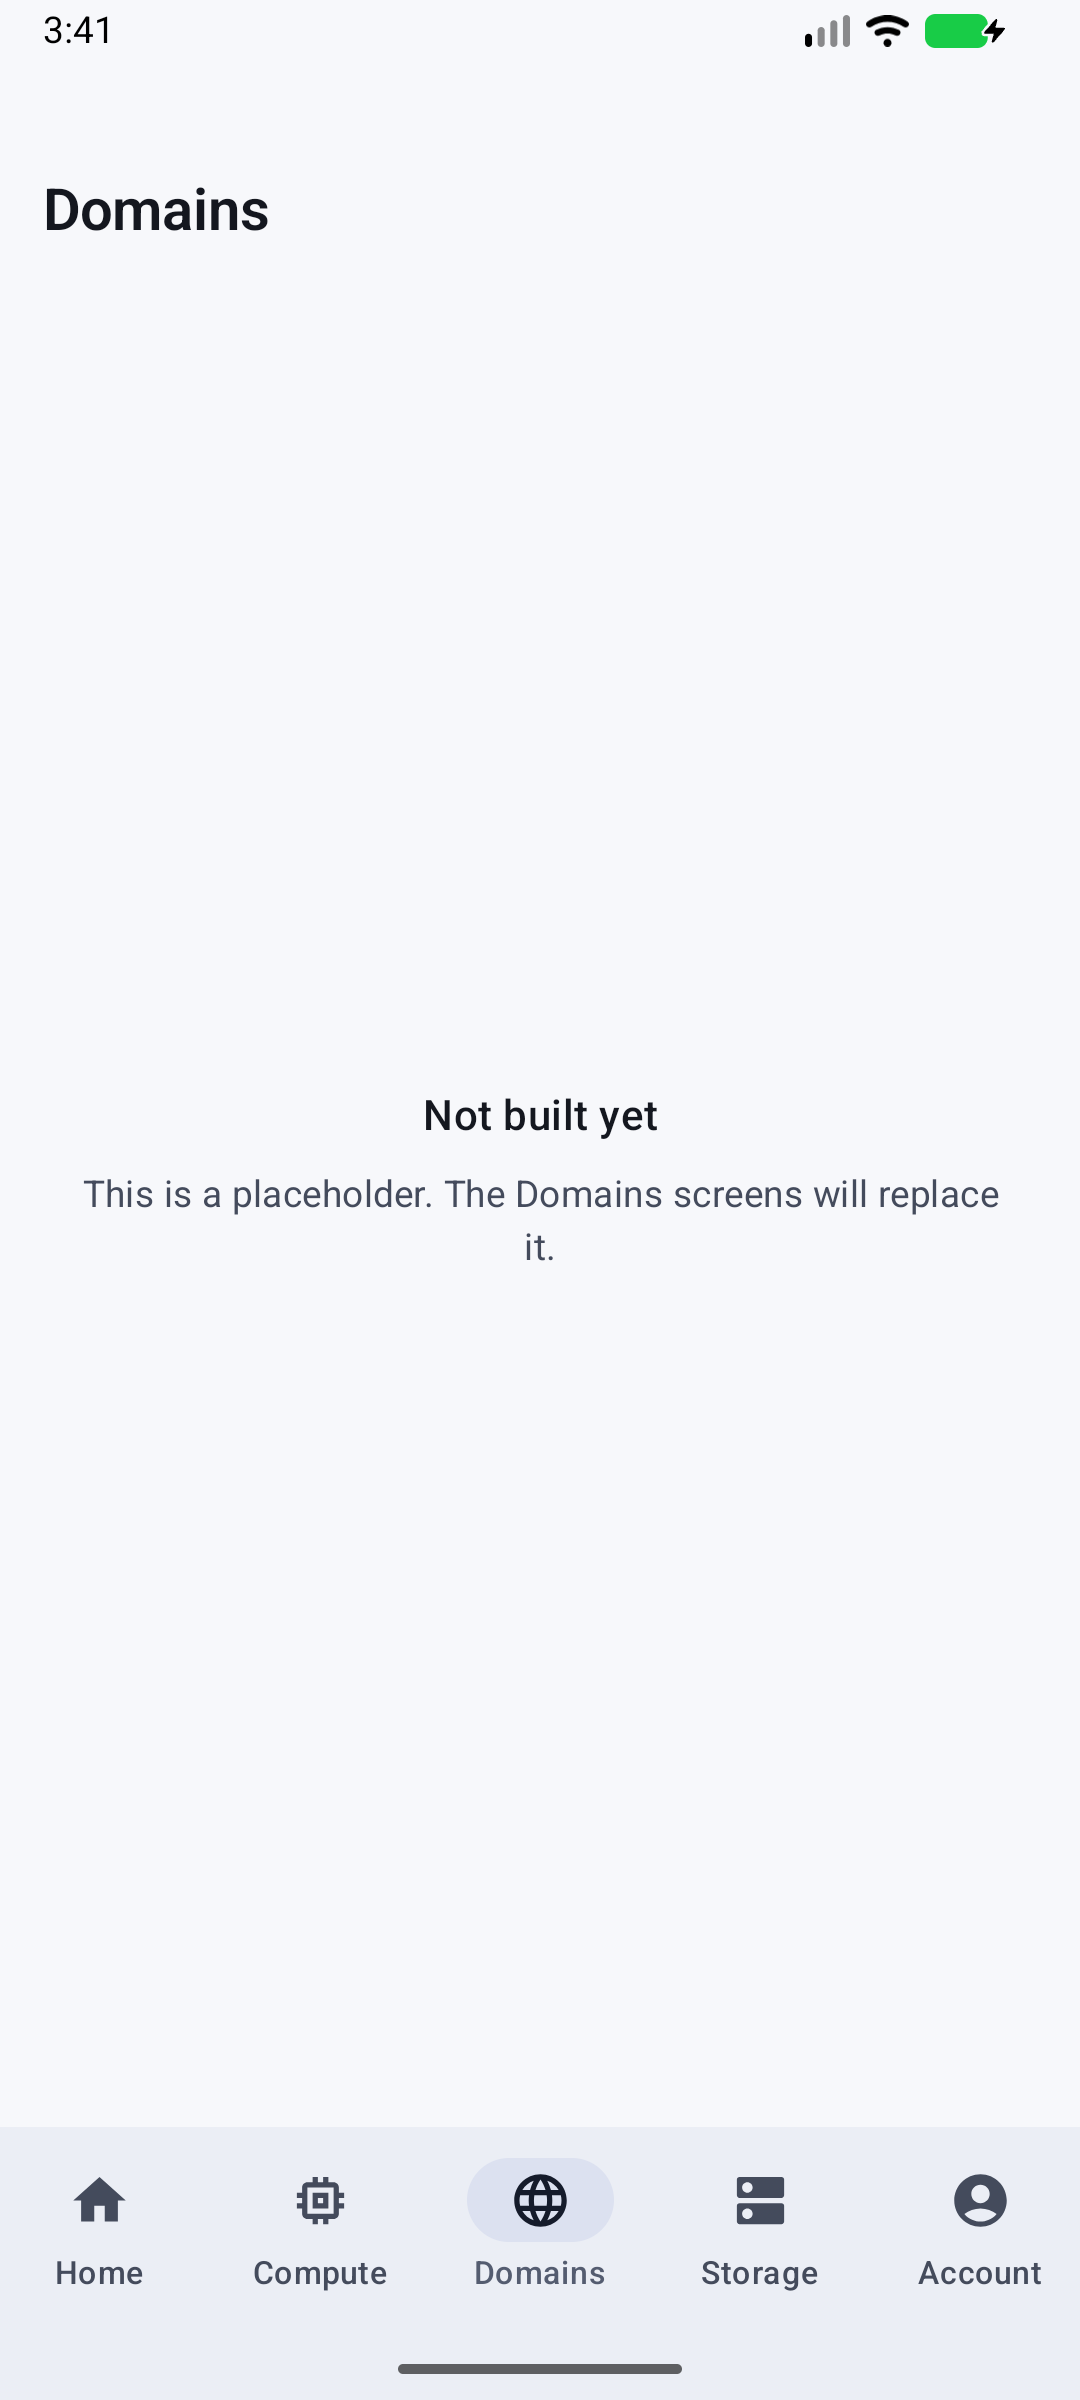 3:41
Domains
Not built yet
This is a placeholder. The Domains screens will replace
it.
Home
Compute
Domains
Storage
Account